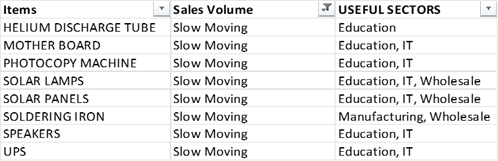 Items Sales Volume USEFUL SECTORS
HELIUM DISCHARGE TUBE Slow Moving Education
MOTHER BOARD Slow Moving Education, IT
PHOTOCOPY MACHINE Slow Moving Education, IT
SOLAR LAMPS Slow Moving Education, IT, Wholesale
SOLAR PANELS Slow Moving Education, IT, Wholesale
SOLDERING IRON Slow Moving Manufacturing, Wholesale
SPEAKERS Slow Moving Education, IT
UPS Slow Moving Education, IT